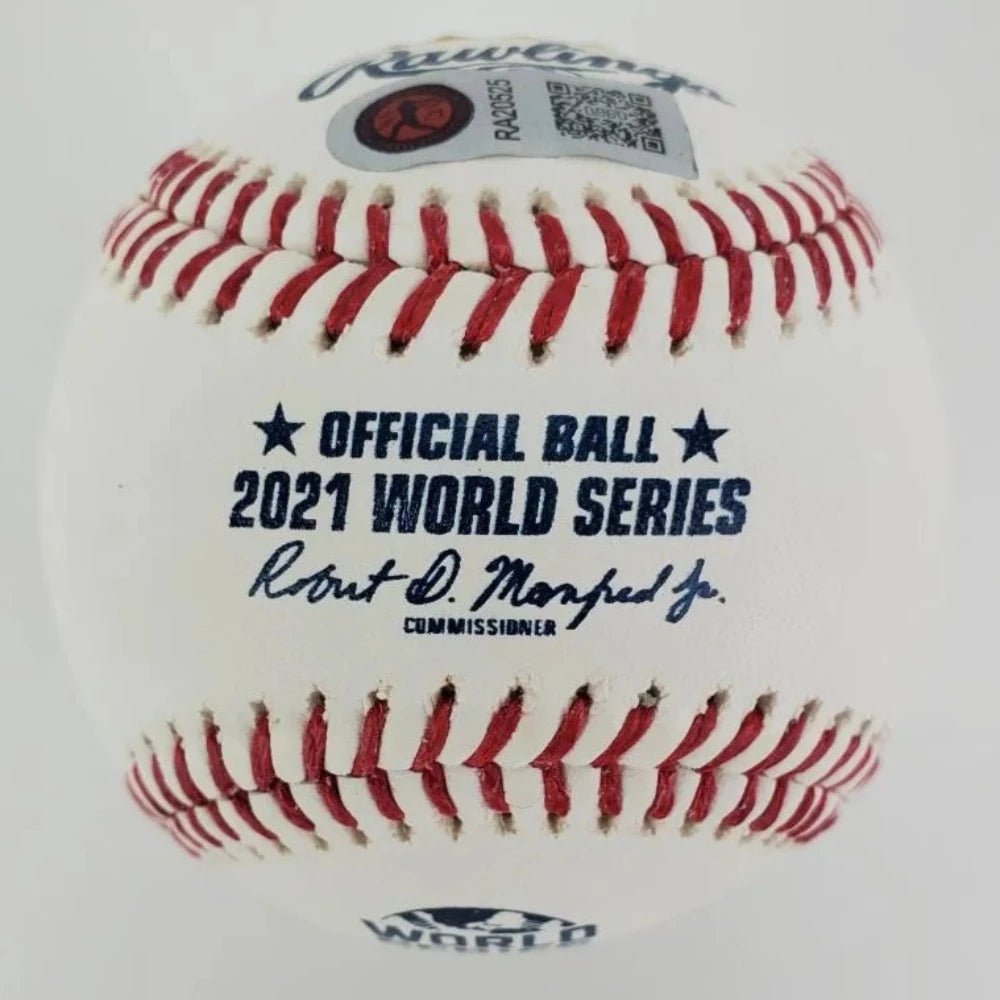 Rawlings
RA20525
★ OFFICIAL BALL ★
2021 WORLD SERIES
Robert D. Manfred Jr.
COMMISSIONER
WORLD